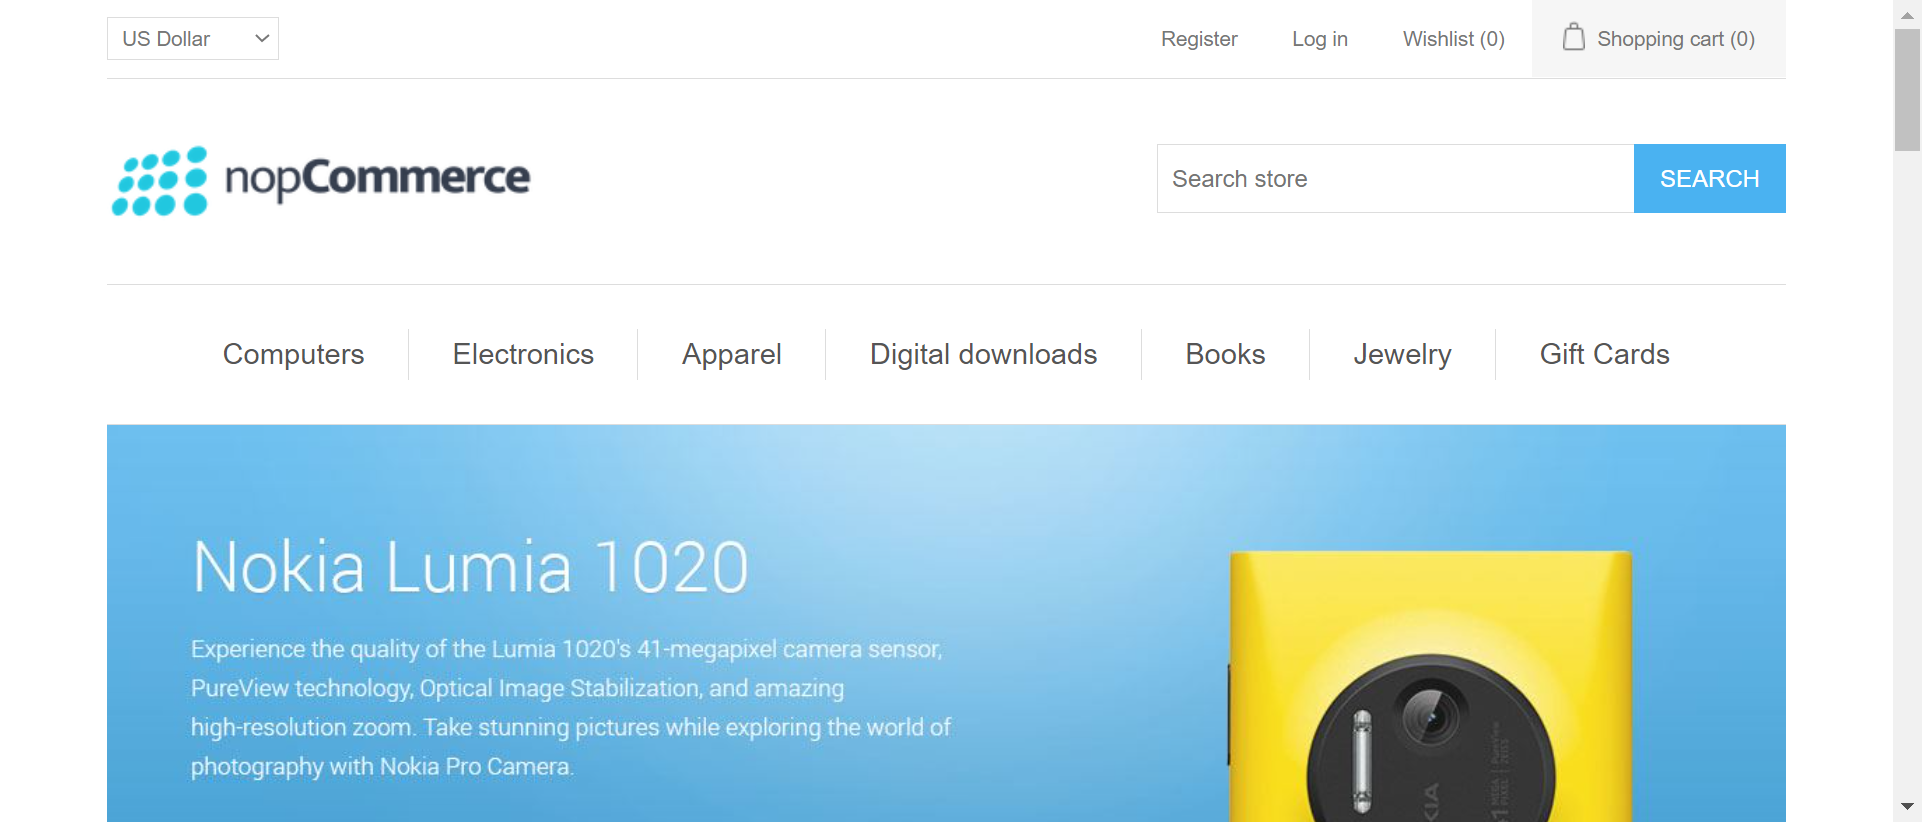 US Dollar
Register
Log in
Wishlist (0)
Shopping cart (0)
nopCommerce
Search store
SEARCH
Computers
Electronics
Apparel
Digital downloads
Books
Jewelry
Gift Cards
Nokia Lumia 1020
Experience the quality of the Lumia 1020's 41-megapixel camera sensor,
PureView technology, Optical Image Stabilization, and amazing
high-resolution zoom. Take stunning pictures while exploring the world of
photography with Nokia Pro Camera.